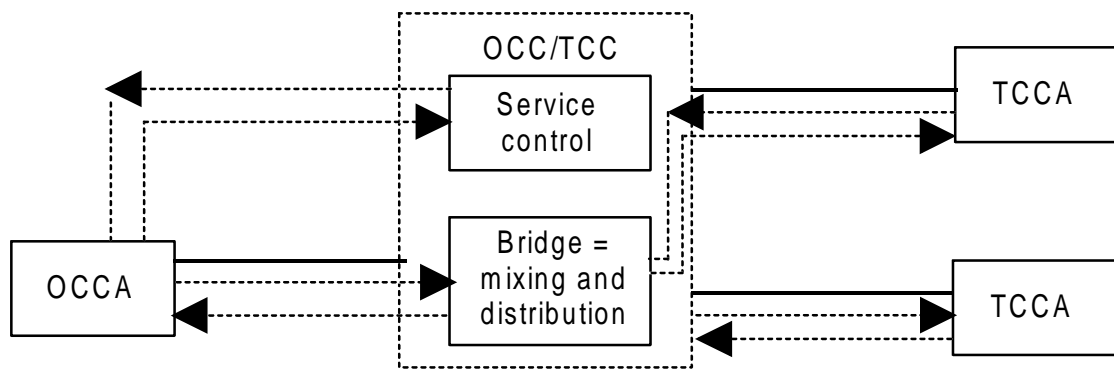 OCC/TCC
Service
control
TCCA
OCCA
Bridge =
mixing and
distribution
TCCA